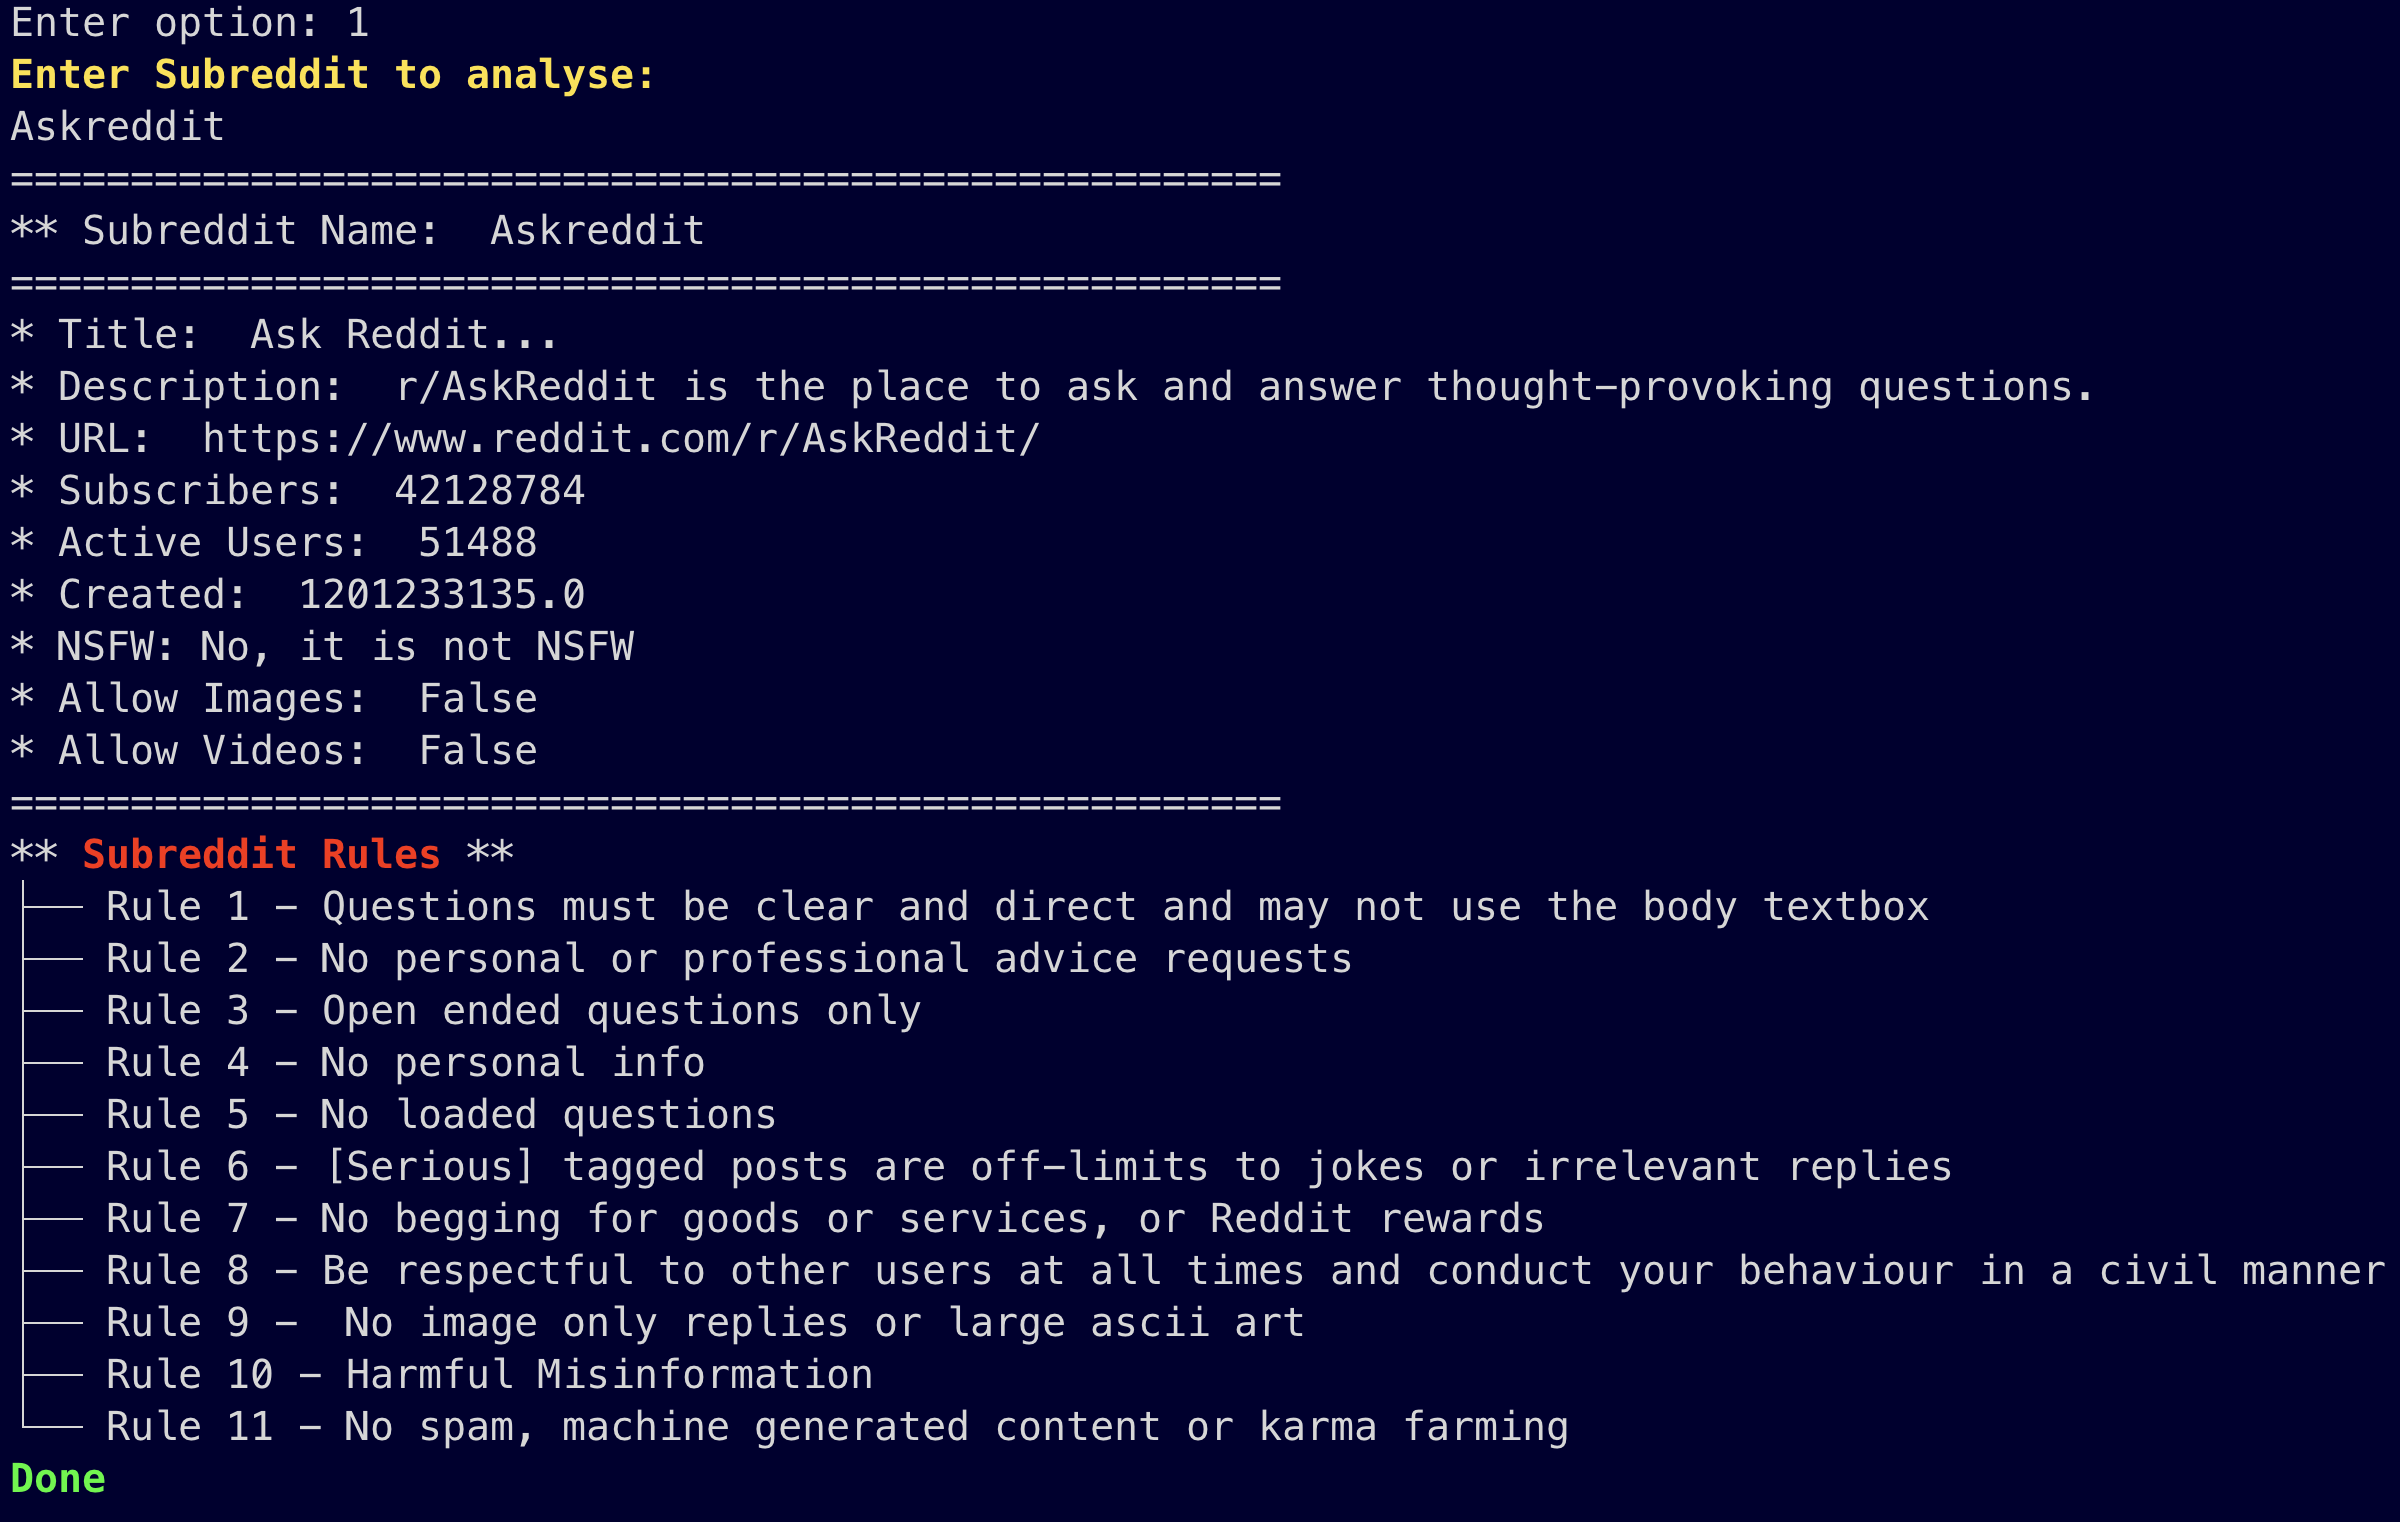 Enter option: 1
Enter Subreddit to analyse:
Askreddit
=====================================================
** Subreddit Name:  Askreddit
=====================================================
* Title:  Ask Reddit...
* Description:  r/AskReddit is the place to ask and answer thought-provoking questions.
* URL:  https://www.reddit.com/r/AskReddit/
* Subscribers:  42128784
* Active Users:  51488
* Created:  1201233135.0
* NSFW: No, it is not NSFW
* Allow Images:  False
* Allow Videos:  False
=====================================================
** Subreddit Rules **
├── Rule 1 - Questions must be clear and direct and may not use the body textbox
├── Rule 2 - No personal or professional advice requests
├── Rule 3 - Open ended questions only
├── Rule 4 - No personal info
├── Rule 5 - No loaded questions
├── Rule 6 - [Serious] tagged posts are off-limits to jokes or irrelevant replies
├── Rule 7 - No begging for goods or services, or Reddit rewards
├── Rule 8 - Be respectful to other users at all times and conduct your behaviour in a civil manner
├── Rule 9 -  No image only replies or large ascii art
├── Rule 10 - Harmful Misinformation
└── Rule 11 - No spam, machine generated content or karma farming
Done